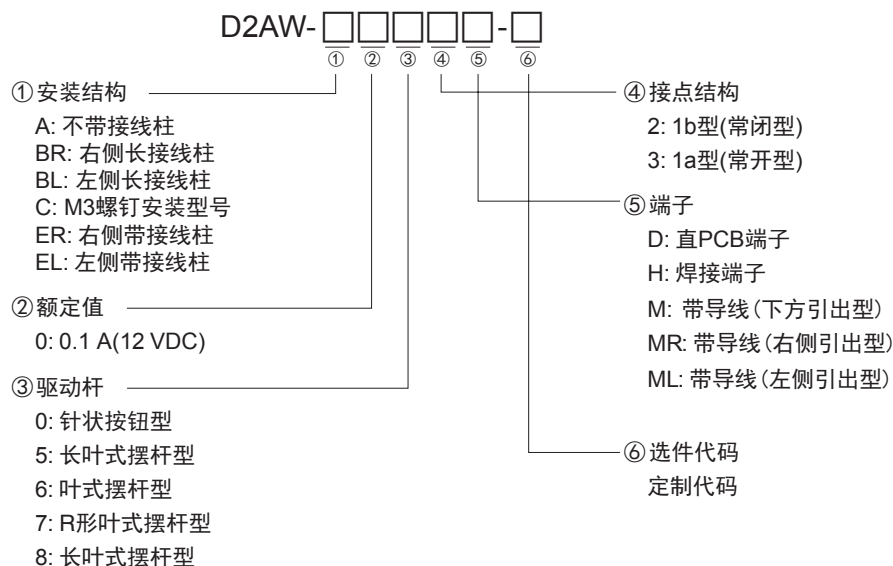 D2AW-□□□□□-□
① ② ③ ④ ⑤ ⑥
①安装结构
A: 不带接线柱
BR: 右侧长接线柱
BL: 左侧长接线柱
C: M3螺钉安装型号
ER: 右侧带接线柱
EL: 左侧带接线柱
②额定值
0: 0.1 A(12 VDC)
③驱动杆
0: 针状按钮型
5: 长叶式摆杆型
6: 叶式摆杆型
7: R形叶式摆杆型
8: 长叶式摆杆型
④接点结构
2: 1b型(常闭型)
3: 1a型(常开型)
⑤端子
D: 直PCB端子
H: 焊接端子
M: 带导线(下方引出型)
MR: 带导线(右侧引出型)
ML: 带导线(左侧引出型)
⑥选件代码
定制代码